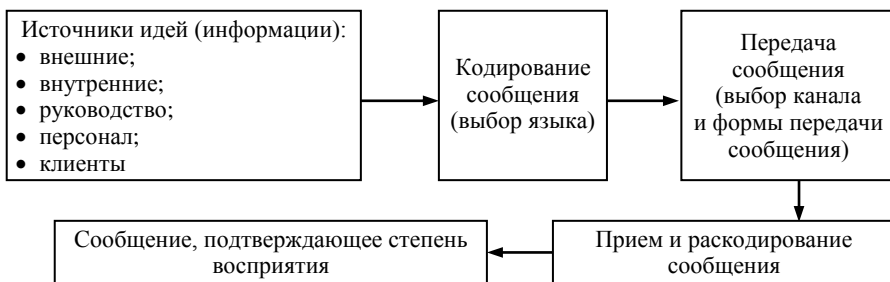 Источники идей (информации):
• внешние;
• внутренние;
• руководство;
• персонал;
• клиенты
Кодирование
сообщения
(выбор языка)
Передача
сообщения
(выбор канала
и формы передачи
сообщения)
Прием и раскодирование
сообщения
Сообщение, подтверждающее степень
восприятия